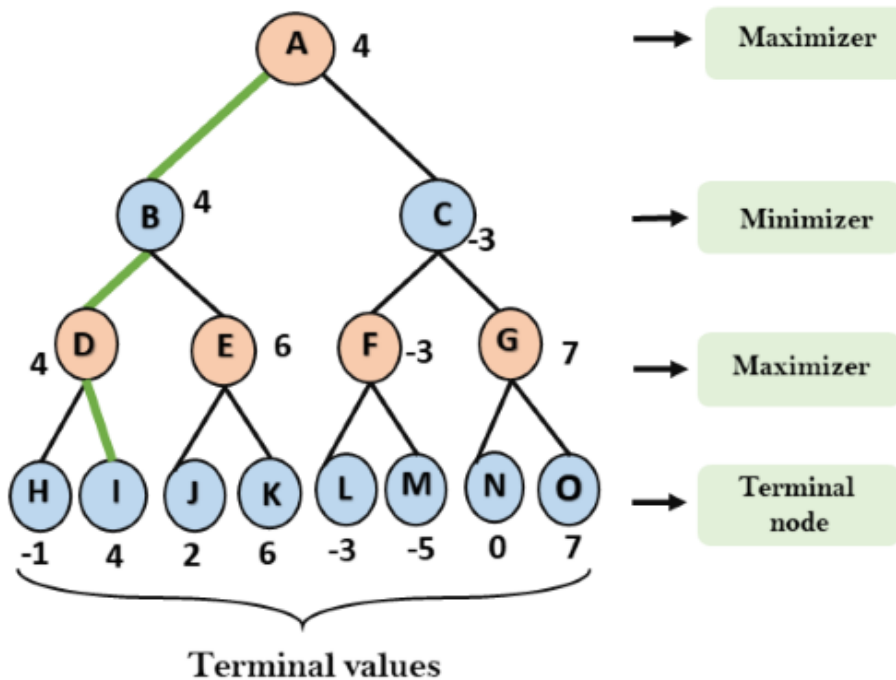 A 4 Maximizer
B 4 C -3 Minimizer
D 4 E 6 F -3 G 7 Maximizer
H I J K L M N O Terminal
node
-1 4 2 6 -3 -5 0 7
Terminal values